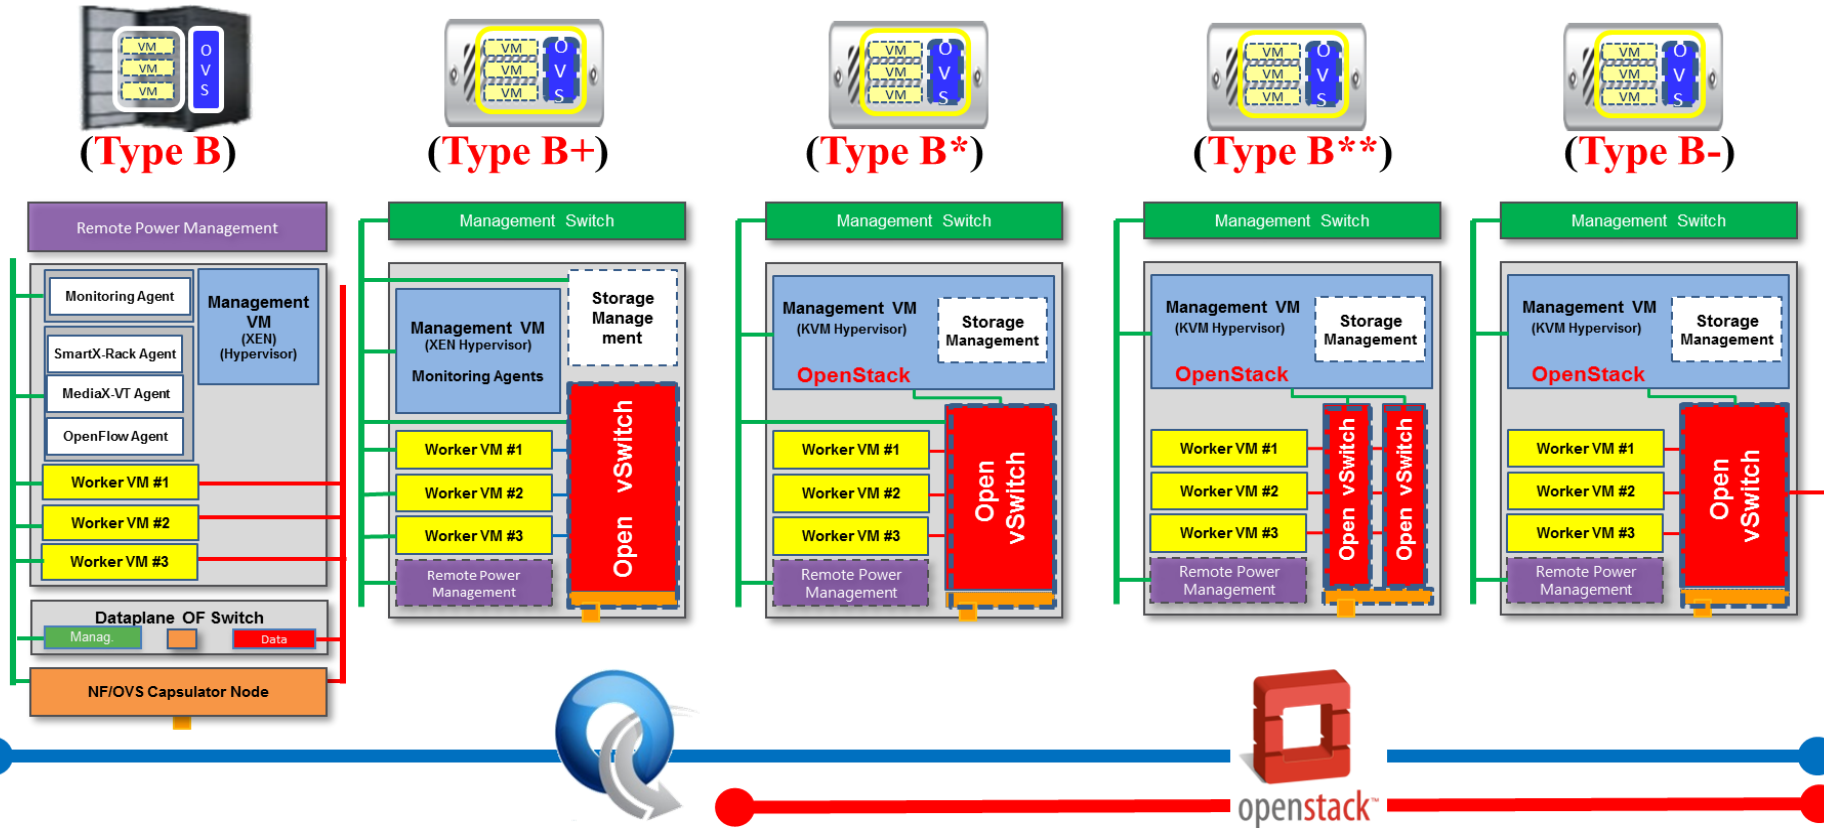 VM
VM
VM
O
V
S
(Type B)
VM
VM
VM
O
V
S
(Type B+)
VM
VM
VM
O
V
S
(Type B*)
VM
VM
VM
O
V
S
(Type B**)
VM
VM
VM
O
V
S
(Type B-)
Remote Power Management
Monitoring Agent
SmartX-Rack Agent
MediaX-VT Agent
OpenFlow Agent
Management
VM
(XEN)
(Hypervisor)
Worker VM #1
Worker VM #2
Worker VM #3
Dataplane OF Switch
Manag.
Data
NF/OVS Capsulator Node
Management Switch
Storage
Manage
ment
Management VM
(XEN Hypervisor)
Monitoring Agents
Worker VM #1
Worker VM #2
Worker VM #3
Remote Power
Management
Open vSwitch
Management Switch
Management VM
(KVM Hypervisor)
Storage
Management
OpenStack
Worker VM #1
Worker VM #2
Worker VM #3
Remote Power
Management
Open
vSwitch
Management Switch
Management VM
(KVM Hypervisor)
Storage
Management
OpenStack
Worker VM #1
Worker VM #2
Worker VM #3
Remote Power
Management
Open vSwitch
Open vSwitch
Management Switch
Management VM
(KVM Hypervisor)
Storage
Management
OpenStack
Worker VM #1
Worker VM #2
Worker VM #3
Remote Power
Management
Open
vSwitch
openstack™